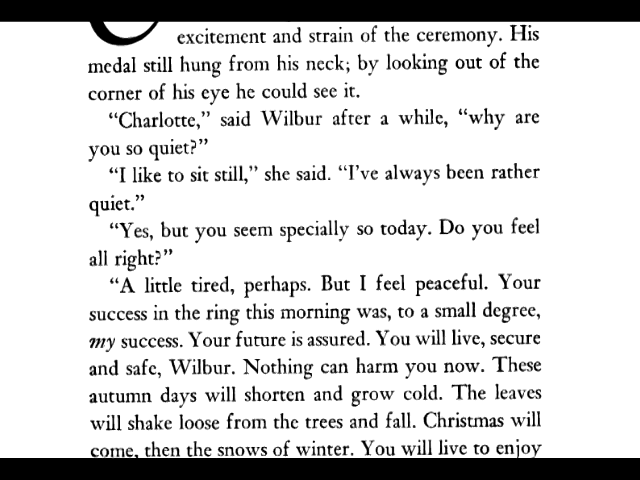 excitement and strain of the ceremony. His
medal still hung from his neck; by looking out of the
corner of his eye he could see it.
“Charlotte,” said Wilbur after a while, “why are
you so quiet?”
“I like to sit still,” she said. “I’ve always been rather
quiet.”
“Yes, but you seem specially so today. Do you feel
all right?”
“A little tired, perhaps. But I feel peaceful. Your
success in the ring this morning was, to a small degree,
my success. Your future is assured. You will live, secure
and safe, Wilbur. Nothing can harm you now. These
autumn days will shorten and grow cold. The leaves
will shake loose from the trees and fall. Christmas will
come, then the snows of winter. You will live to enjoy